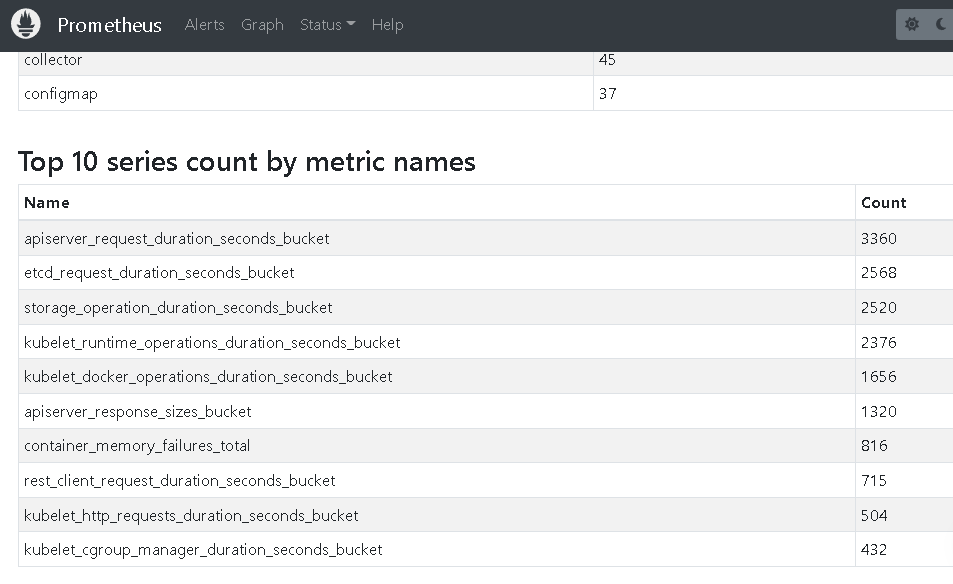 Prometheus Alerts Graph Status Help
collector 45
configmap 37
Top 10 series count by metric names
Name Count
apiserver_request_duration_seconds_bucket 3360
etcd_request_duration_seconds_bucket 2568
storage_operation_duration_seconds_bucket 2520
kubelet_runtime_operations_duration_seconds_bucket 2376
kubelet_docker_operations_duration_seconds_bucket 1656
apiserver_response_sizes_bucket 1320
container_memory_failures_total 816
rest_client_request_duration_seconds_bucket 715
kubelet_http_requests_duration_seconds_bucket 504
kubelet_cgroup_manager_duration_seconds_bucket 432